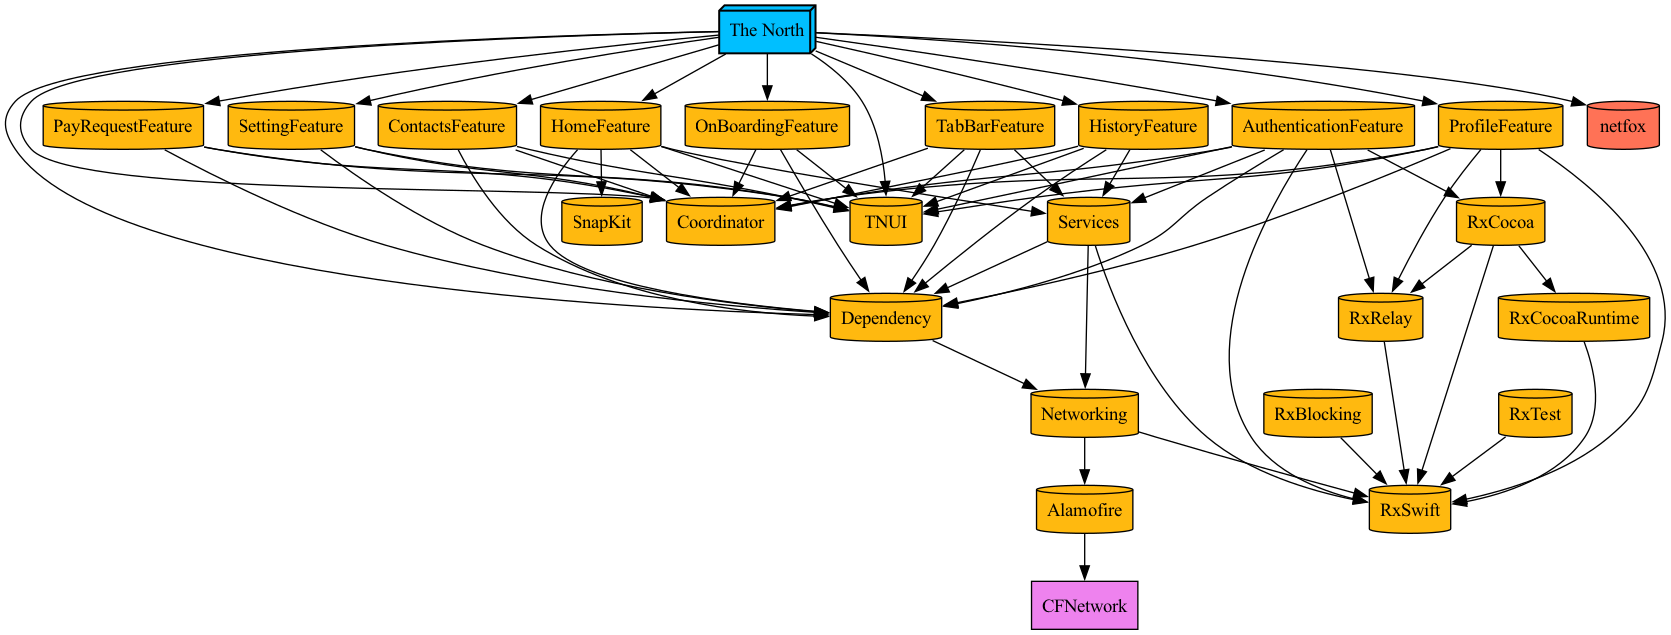 The North
PayRequestFeature
SettingFeature
ContactsFeature
HomeFeature
OnBoardingFeature
TabBarFeature
HistoryFeature
AuthenticationFeature
ProfileFeature
netfox
SnapKit
Coordinator
TNUI
Services
RxCocoa
Dependency
RxRelay
RxCocoaRuntime
Networking
RxBlocking
RxTest
Alamofire
RxSwift
CFNetwork